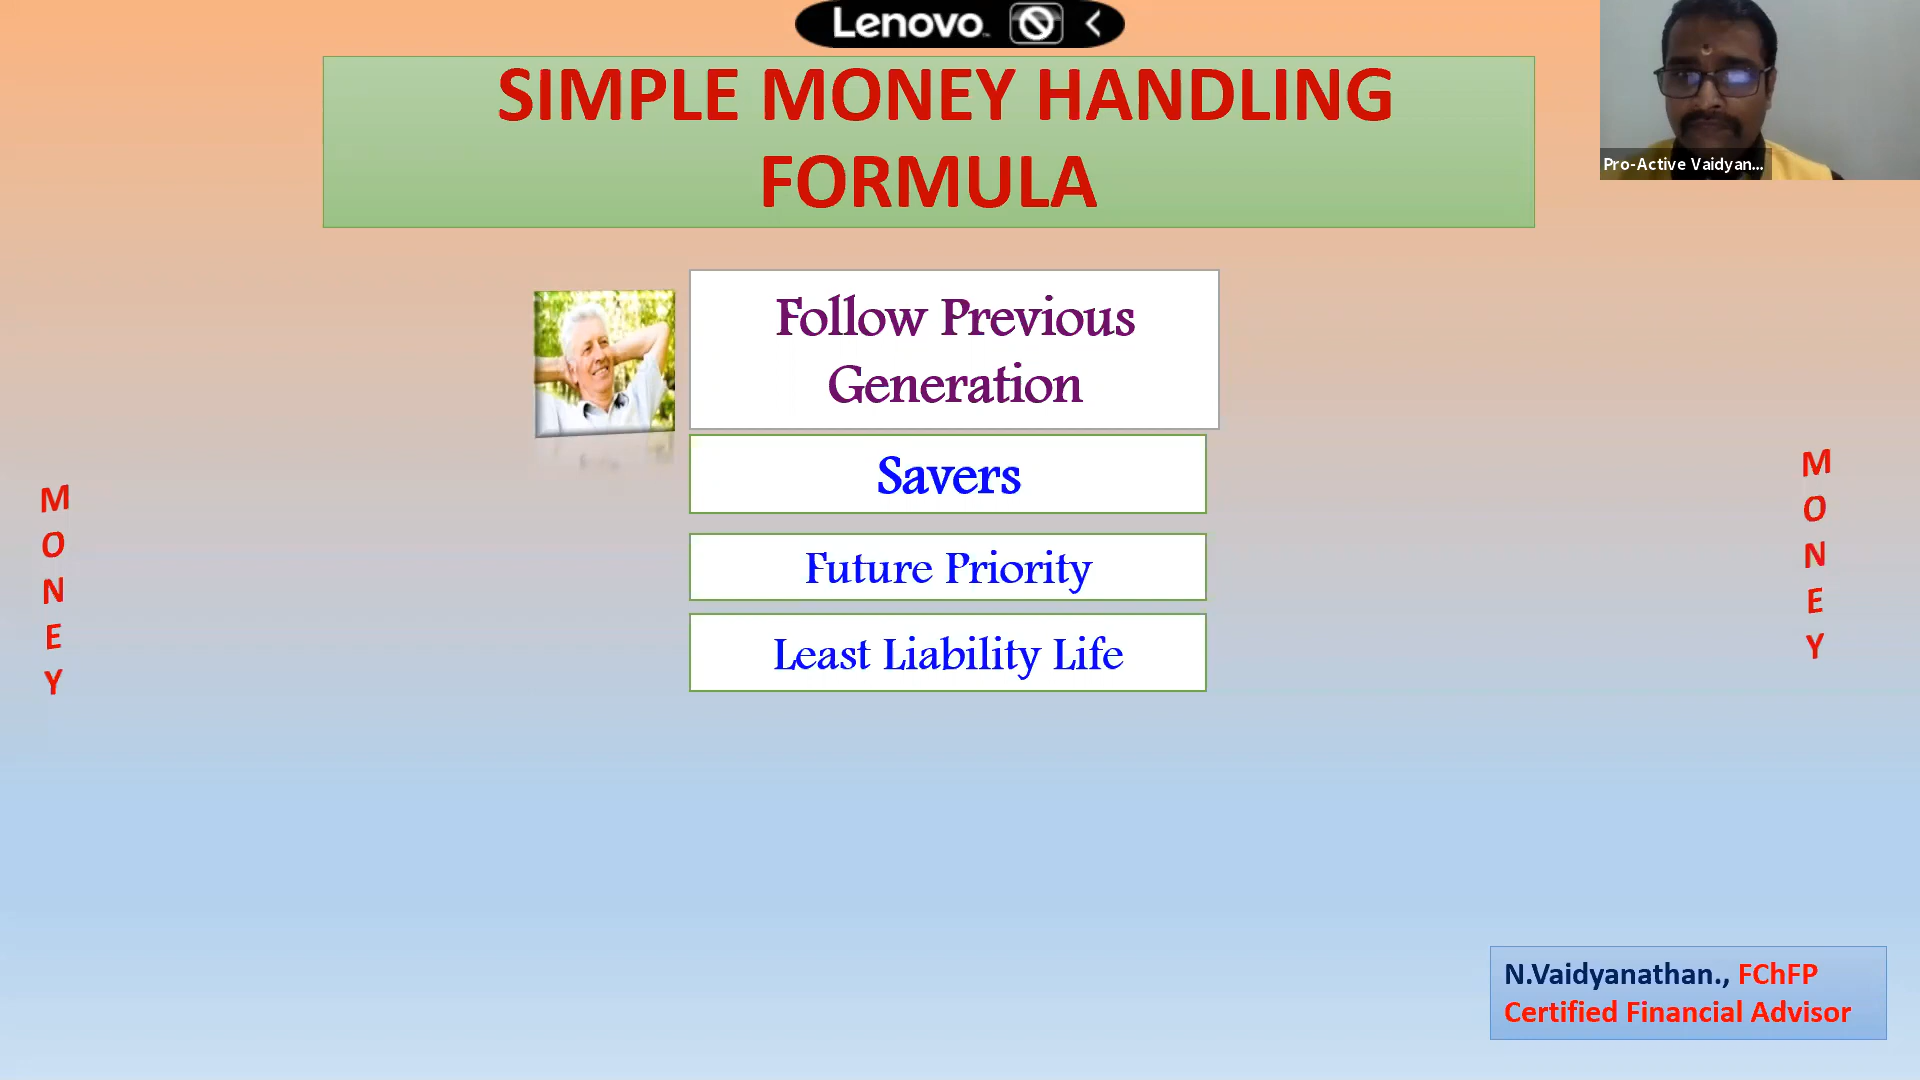 Lenovo
SIMPLE MONEY HANDLING
FORMULA
Pro-Active Vaidyan...
Follow Previous
Generation
Savers
Future Priority
Least Liability Life
M
O
N
E
Y
M
O
N
E
Y
N.Vaidyanathan., FChFP
Certified Financial Advisor